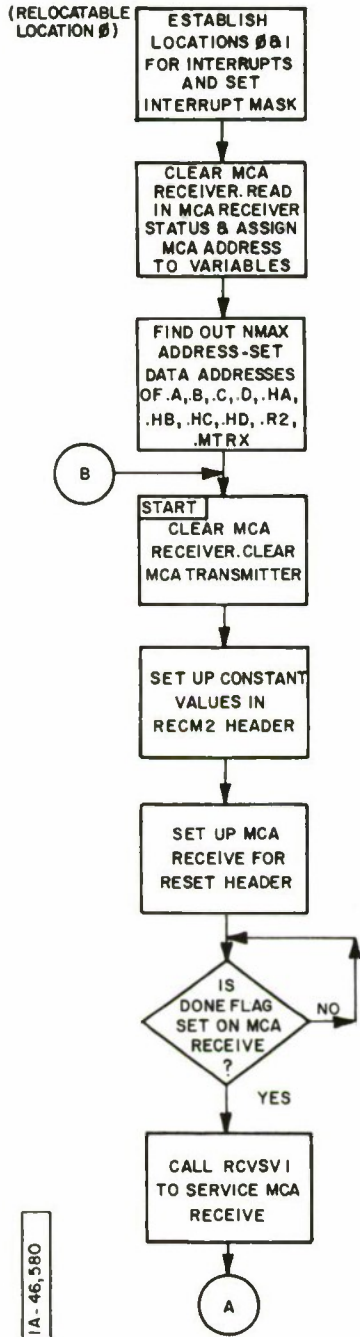 (RELOCATABLE
LOCATION Ø)
ESTABLISH
LOCATIONS Ø&1
FOR INTERRUPTS
AND SET
INTERRUPT MASK
CLEAR MCA
RECEIVER.READ
IN MCA RECEIVER
STATUS & ASSIGN
MCA ADDRESS
TO VARIABLES
FIND OUT NMAX
ADDRESS-SET
DATA ADDRESSES
OF .A,.B,.C,.D,.HA,
.HB,.HC,.HD,.R2,
.MTRX
B
START
CLEAR MCA
RECEIVER.CLEAR
MCA TRANSMITTER
SET UP CONSTANT
VALUES IN
RECM2 HEADER
SET UP MCA
RECEIVE FOR
RESET HEADER
IS
DONE FLAG
SET ON MCA
RECEIVE
?
NO
YES
CALL RCVSV1
TO SERVICE MCA
RECEIVE
A
IA-46,580